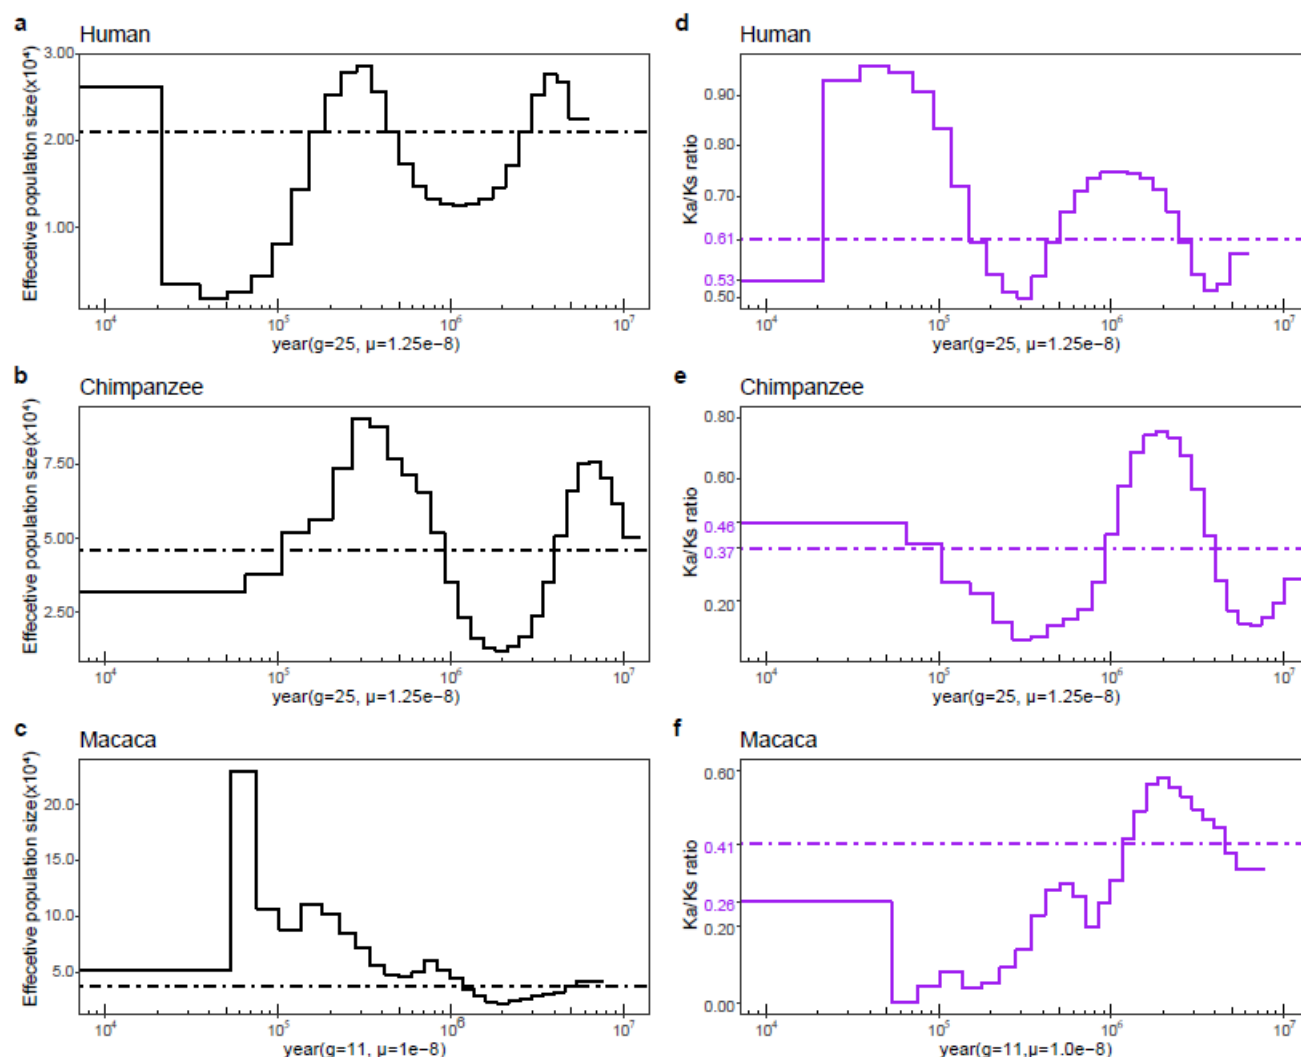 a
Human
Effecetive population size(x10⁴)
3.00
2.00
1.00
10⁴
10⁵
10⁶
10⁷
year(g=25, μ=1.25e−8)
d
Human
Ka/Ks ratio
0.90
0.80
0.70
0.61
0.53
0.50
10⁴
10⁵
10⁶
10⁷
year(g=25, μ=1.25e−8)
b
Chimpanzee
Effecetive population size(x10⁴)
7.50
5.00
2.50
10⁴
10⁵
10⁶
10⁷
year(g=25, μ=1.25e−8)
e
Chimpanzee
Ka/Ks ratio
0.80
0.60
0.46
0.37
0.20
10⁴
10⁵
10⁶
10⁷
year(g=25, μ=1.25e−8)
c
Macaca
Effecetive population size(x10⁴)
20.0
15.0
10.0
5.0
10⁴
10⁵
10⁶
10⁷
year(g=11, μ=1e−8)
f
Macaca
Ka/Ks ratio
0.60
0.41
0.26
0.20
0.00
10⁴
10⁵
10⁶
10⁷
year(g=11,μ=1.0e−8)